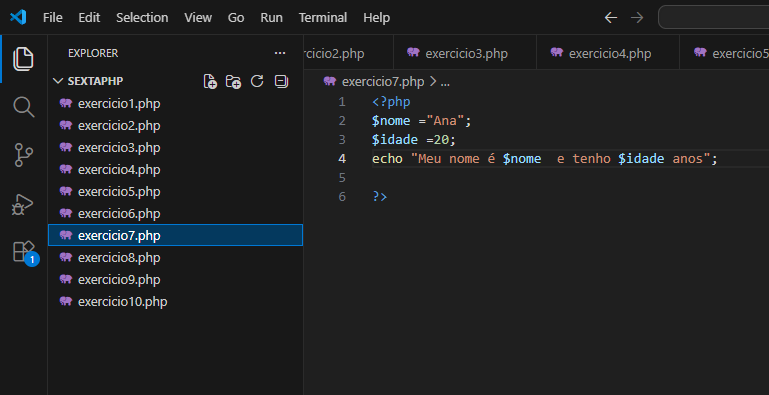 File Edit Selection View Go Run Terminal Help
EXPLORER ...
SEXTAPHP
exercicio1.php
exercicio2.php
exercicio3.php
exercicio4.php
exercicio5.php
exercicio6.php
exercicio7.php
exercicio8.php
exercicio9.php
exercicio10.php
1
rcicio2.php exercicio3.php exercicio4.php exercicio5
exercicio7.php > ...
1 <?php
2 $nome ="Ana";
3 $idade =20;
4 echo "Meu nome é $nome  e tenho $idade anos";
5
6 ?>